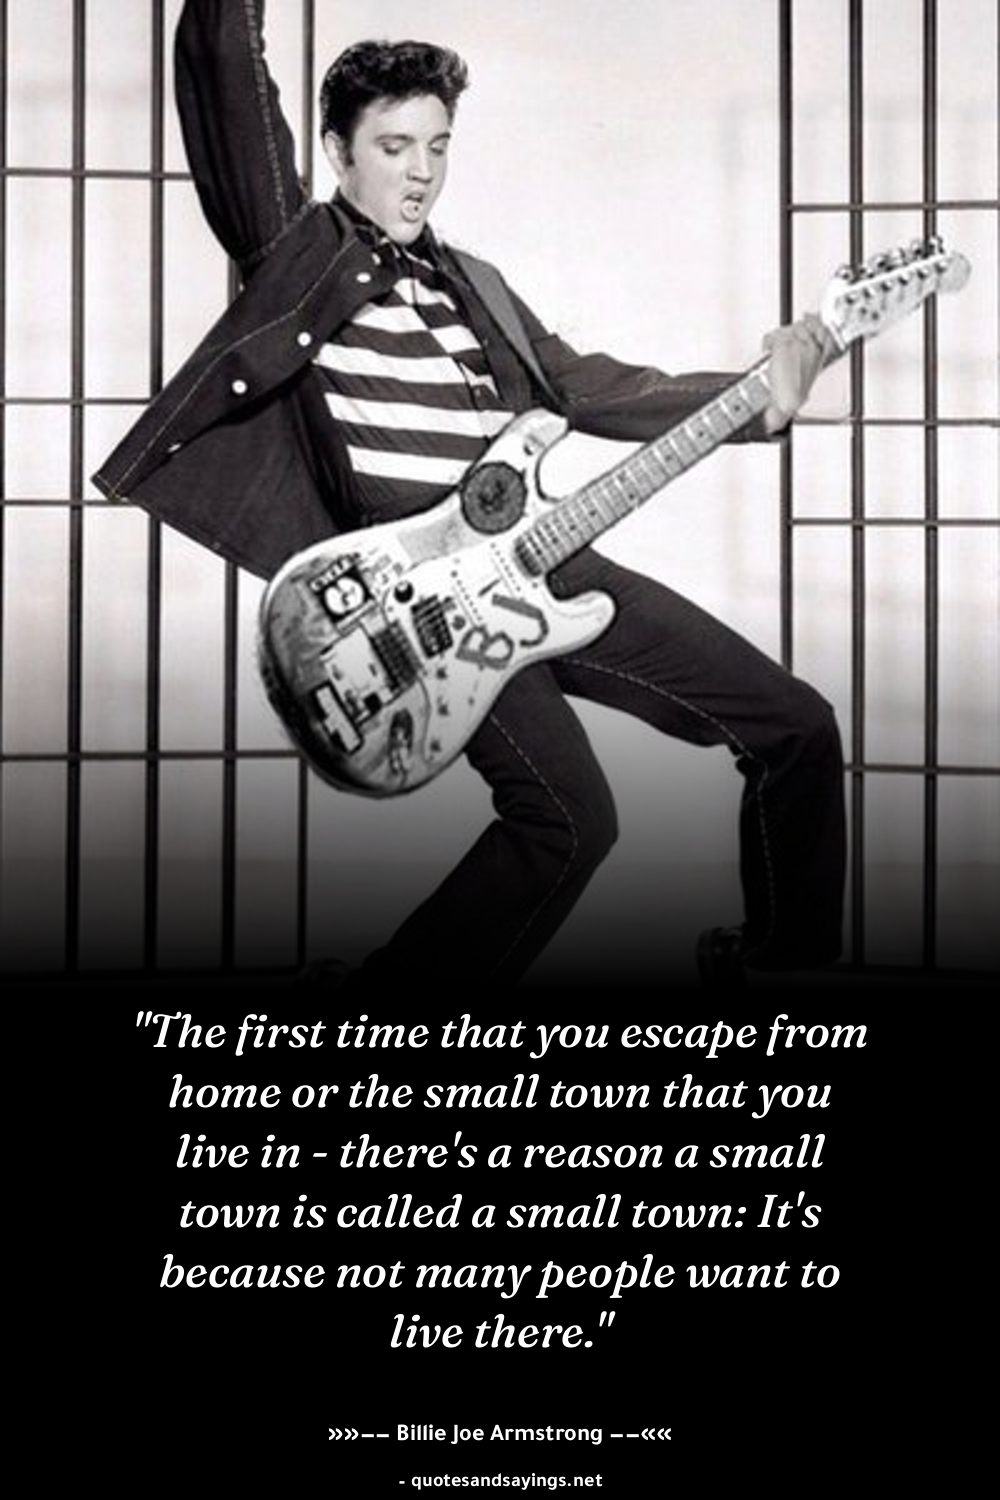 BJ
"The first time that you escape from
home or the small town that you
live in - there's a reason a small
town is called a small town: It's
because not many people want to
live there."
»»–– Billie Joe Armstrong ––««
- quotesandsayings.net